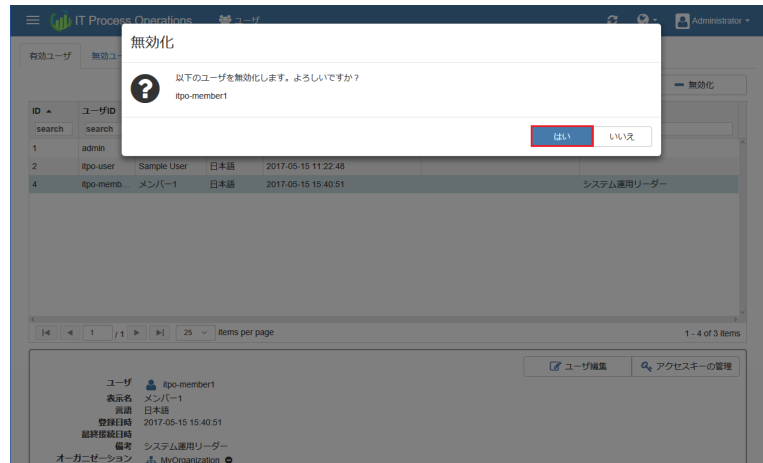 IT Process Operations ユーザ Administrator
無効化
有効ユーザ
以下のユーザを無効化します。よろしいですか？
itpo-member1
無効化
はい いいえ
ID ユーザID
search search
1 admin
2 itpo-user Sample User 日本語 2017-05-15 11:22:48
4 itpo-memb... メンバー1 日本語 2017-05-15 15:40:51 システム運用リーダー
1 / 1 25 items per page 1 - 4 of 3 items
ユーザ編集 アクセスキーの管理
ユーザ itpo-member1
表示名 メンバー1
言語 日本語
登録日時 2017-05-15 15:40:51
最終接続日時
備考 システム運用リーダー
オーガニゼーション MyOrganization